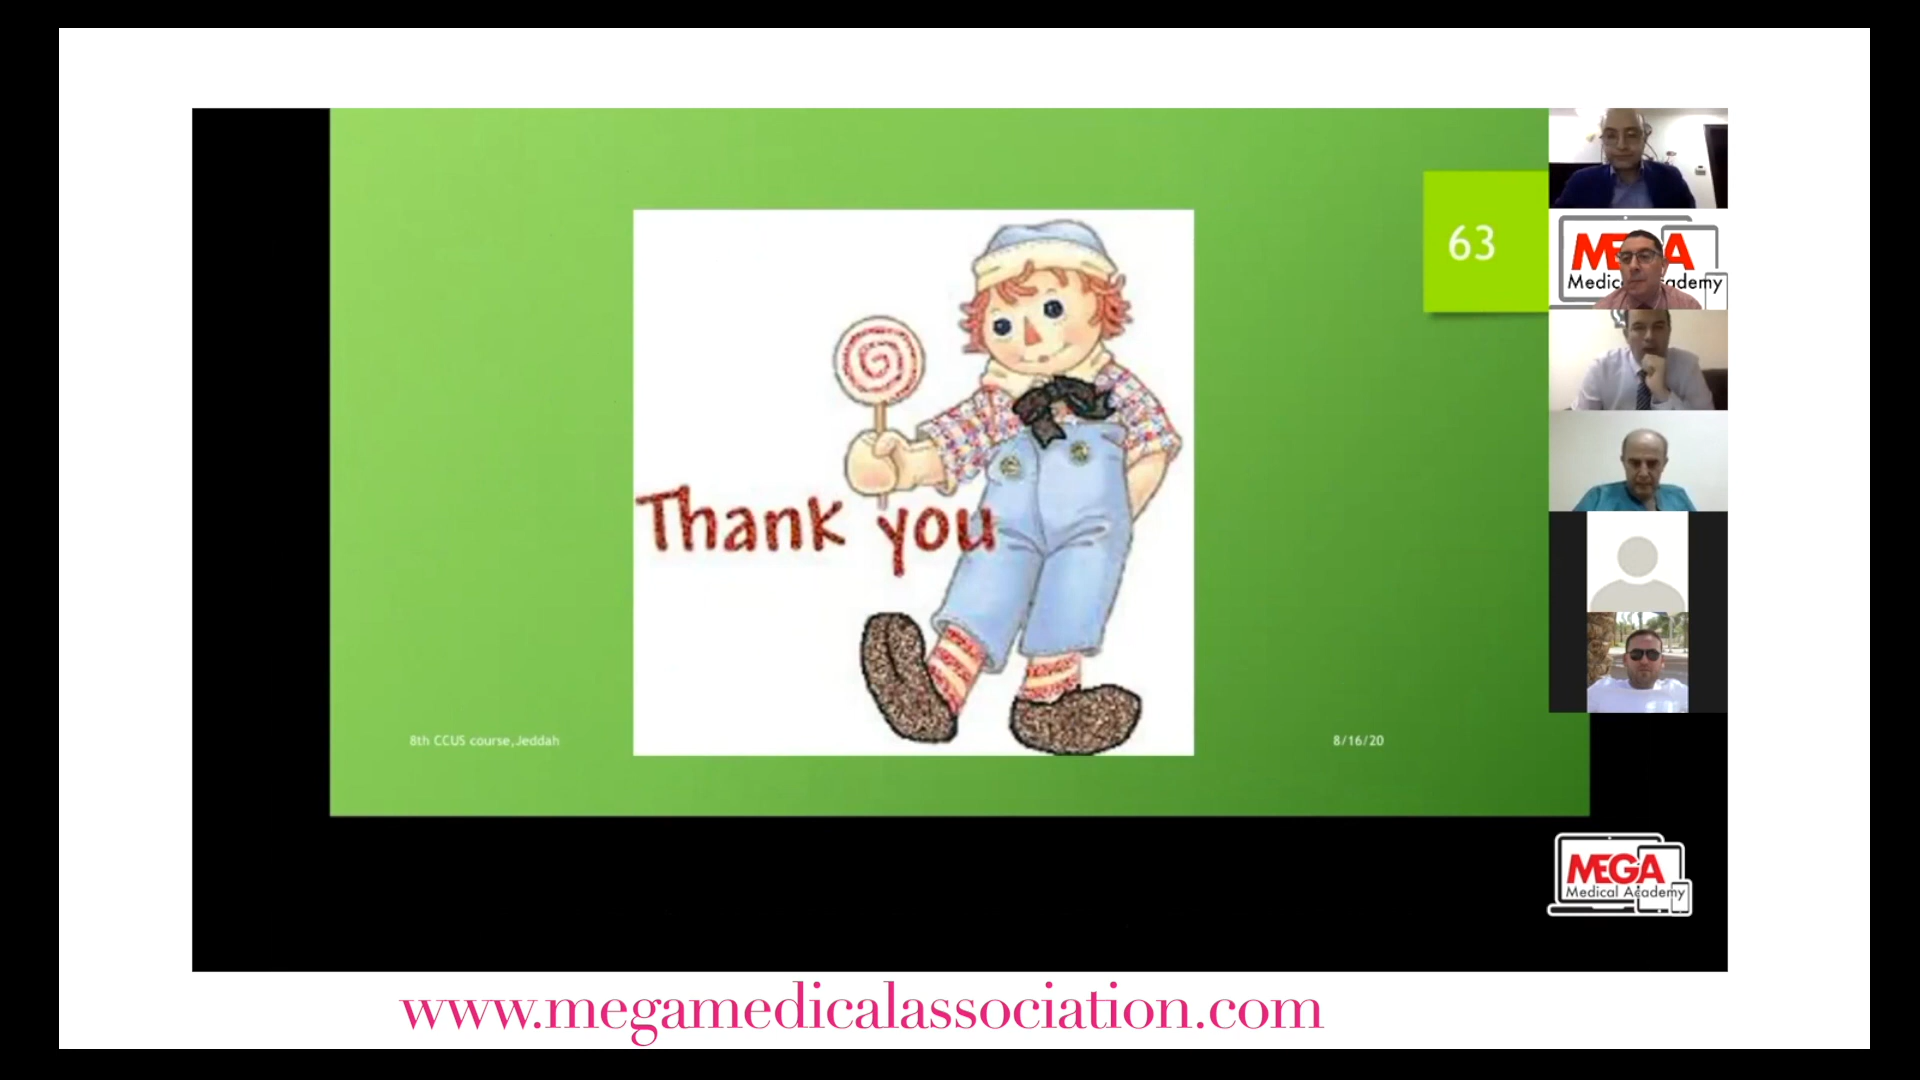 63
MEGA
Medical Academy
Thank you
8th CCUS course,Jeddah
8/16/20
MEGA
Medical Academy
www.megamedicalassociation.com